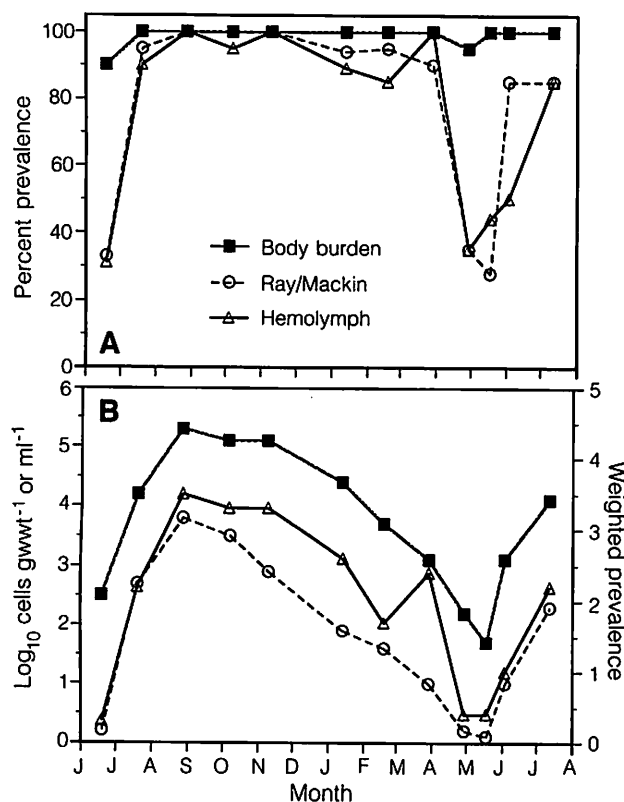 100
80
60
40
20
0
Percent prevalence
Body burden
Ray/Mackin
Hemolymph
A
6
5
4
3
2
1
0
Log10 cells gwwt-1 or ml-1
B
5
4
3
2
1
0
Weighted prevalence
J J A S O N D J F M A M J J A
Month